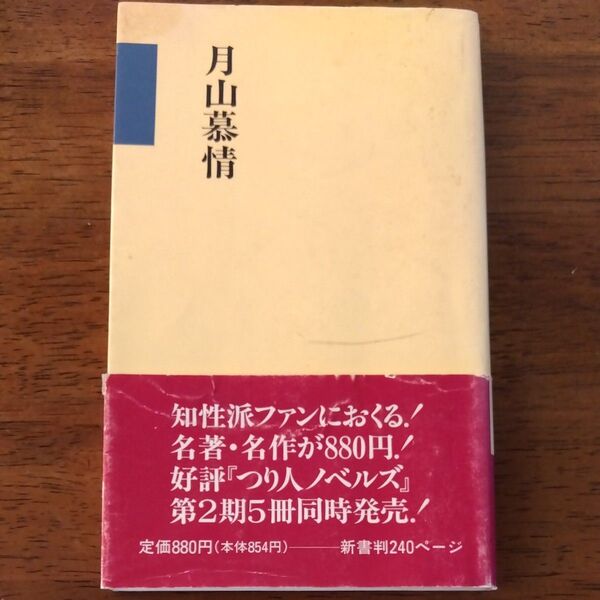 月山慕情
知性派ファンにおくる!
名著・名作が880円!
好評『つり人ノベルズ』
第2期5冊同時発売!
定価880円(本体854円)――新書判240ページ